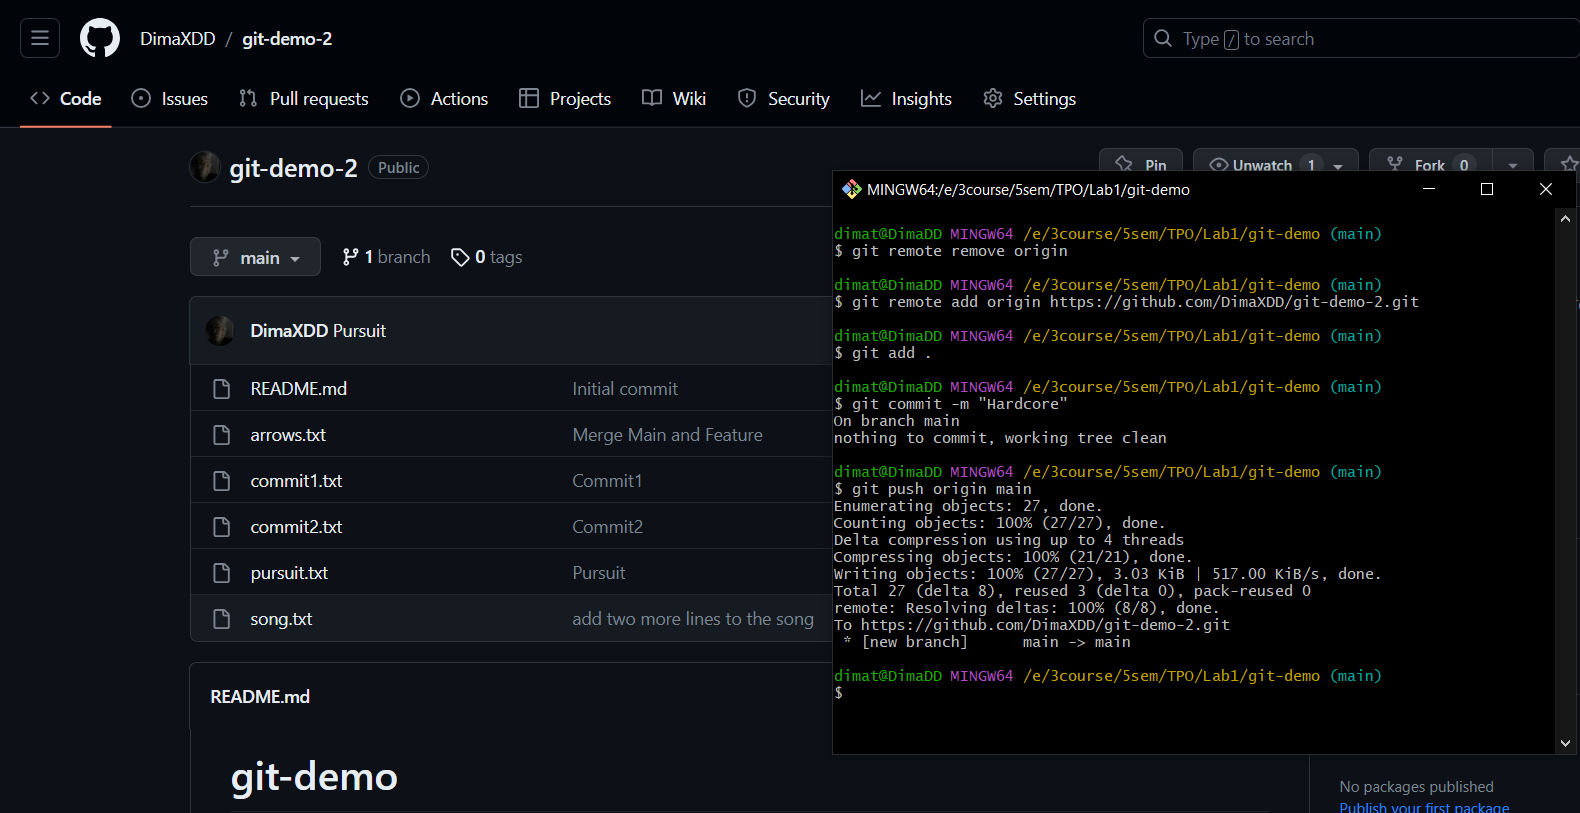 DimaXDD / git-demo-2
Type / to search
Code Issues Pull requests Actions Projects Wiki Security Insights Settings
git-demo-2 Public
Pin Unwatch 1 Fork 0
main 1 branch 0 tags
DimaXDD Pursuit
README.md Initial commit
arrows.txt Merge Main and Feature
commit1.txt Commit1
commit2.txt Commit2
pursuit.txt Pursuit
song.txt add two more lines to the song
README.md
git-demo
MINGW64:/e/3course/5sem/TPO/Lab1/git-demo
dimat@DimaDD MINGW64 /e/3course/5sem/TPO/Lab1/git-demo (main)
$ git remote remove origin
dimat@DimaDD MINGW64 /e/3course/5sem/TPO/Lab1/git-demo (main)
$ git remote add origin https://github.com/DimaXDD/git-demo-2.git
dimat@DimaDD MINGW64 /e/3course/5sem/TPO/Lab1/git-demo (main)
$ git add .
dimat@DimaDD MINGW64 /e/3course/5sem/TPO/Lab1/git-demo (main)
$ git commit -m "Hardcore"
On branch main
nothing to commit, working tree clean
dimat@DimaDD MINGW64 /e/3course/5sem/TPO/Lab1/git-demo (main)
$ git push origin main
Enumerating objects: 27, done.
Counting objects: 100% (27/27), done.
Delta compression using up to 4 threads
Compressing objects: 100% (21/21), done.
Writing objects: 100% (27/27), 3.03 KiB | 517.00 KiB/s, done.
Total 27 (delta 8), reused 3 (delta 0), pack-reused 0
remote: Resolving deltas: 100% (8/8), done.
To https://github.com/DimaXDD/git-demo-2.git
* [new branch] main -> main
dimat@DimaDD MINGW64 /e/3course/5sem/TPO/Lab1/git-demo (main)
$
No packages published
Publish your first package